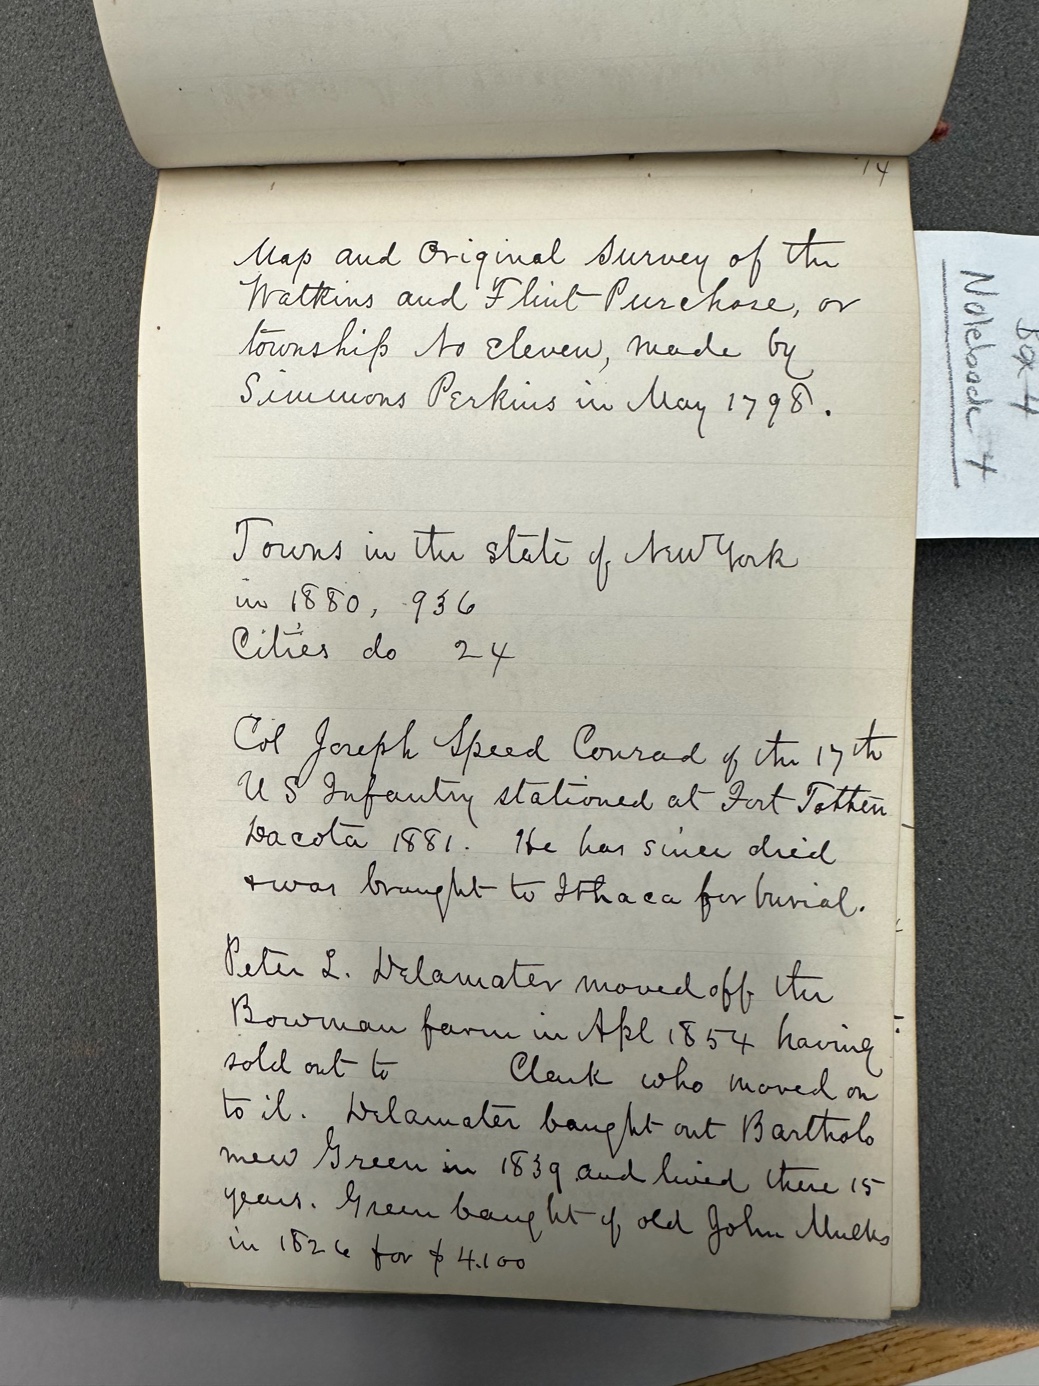 14
Map and Original Survey of the
Watkins and Flint Purchase, or
township No Eleven, made by
Simmons Perkins in May 1798.
Towns in the state of New York
in 1880, 936
Cities do 24
Col Joseph Speed Conrad of the 17th
U S Infantry stationed at Fort Totten
Dacota 1881. He has since died
& was brought to Ithaca for burial.
Peter L. Delamater moved off the
Bowman farm in Apl 1854 having
sold out to Clark who moved on
to it. Delamater bought out Bartholo
mew Green in 1839 and lived there 15
years. Green bought of old John Mulks
in 1826 for $4.100
Box 4
Notebook 4